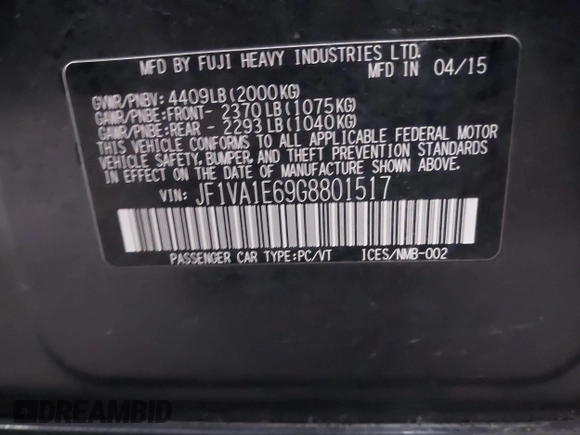 MFD BY FUJI HEAVY INDUSTRIES LTD.
MFD IN 04/15
GVWR/PNBV: 4409LB(2000KG)
GAWR/PNBE:FRONT- 2370LB(1075KG)
GAWR/PNBE:REAR - 2293LB(1040KG)
THIS VEHICLE CONFORMS TO ALL APPLICABLE FEDERAL MOTOR
VEHICLE SAFETY, BUMPER, AND THEFT PREVENTION STANDARDS
IN EFFECT ON THE DATE OF MANUFACTURE SHOWN ABOVE.
VIN: JF1VA1E69G8801517
PASSENGER CAR TYPE:PC/VT ICES/NMB-002
DREAMBID